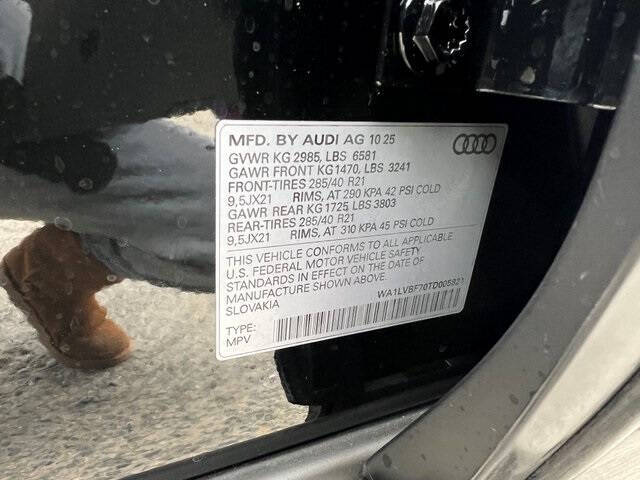 MFD. BY AUDI AG 10 25
GVWR KG 2985, LBS 6581
GAWR FRONT KG1470, LBS 3241
FRONT-TIRES 285/40 R21
9,5JX21 RIMS, AT 290 KPA 42 PSI COLD
GAWR REAR KG1725, LBS 3803
REAR-TIRES 285/40 R21
9,5JX21 RIMS, AT 310 KPA 45 PSI COLD
THIS VEHICLE CONFORMS TO ALL APPLICABLE
U.S. FEDERAL MOTOR VEHICLE SAFETY
STANDARDS IN EFFECT ON THE DATE OF
MANUFACTURE SHOWN ABOVE.
SLOVAKIA
WA1LVBF70TD005821
TYPE:
MPV